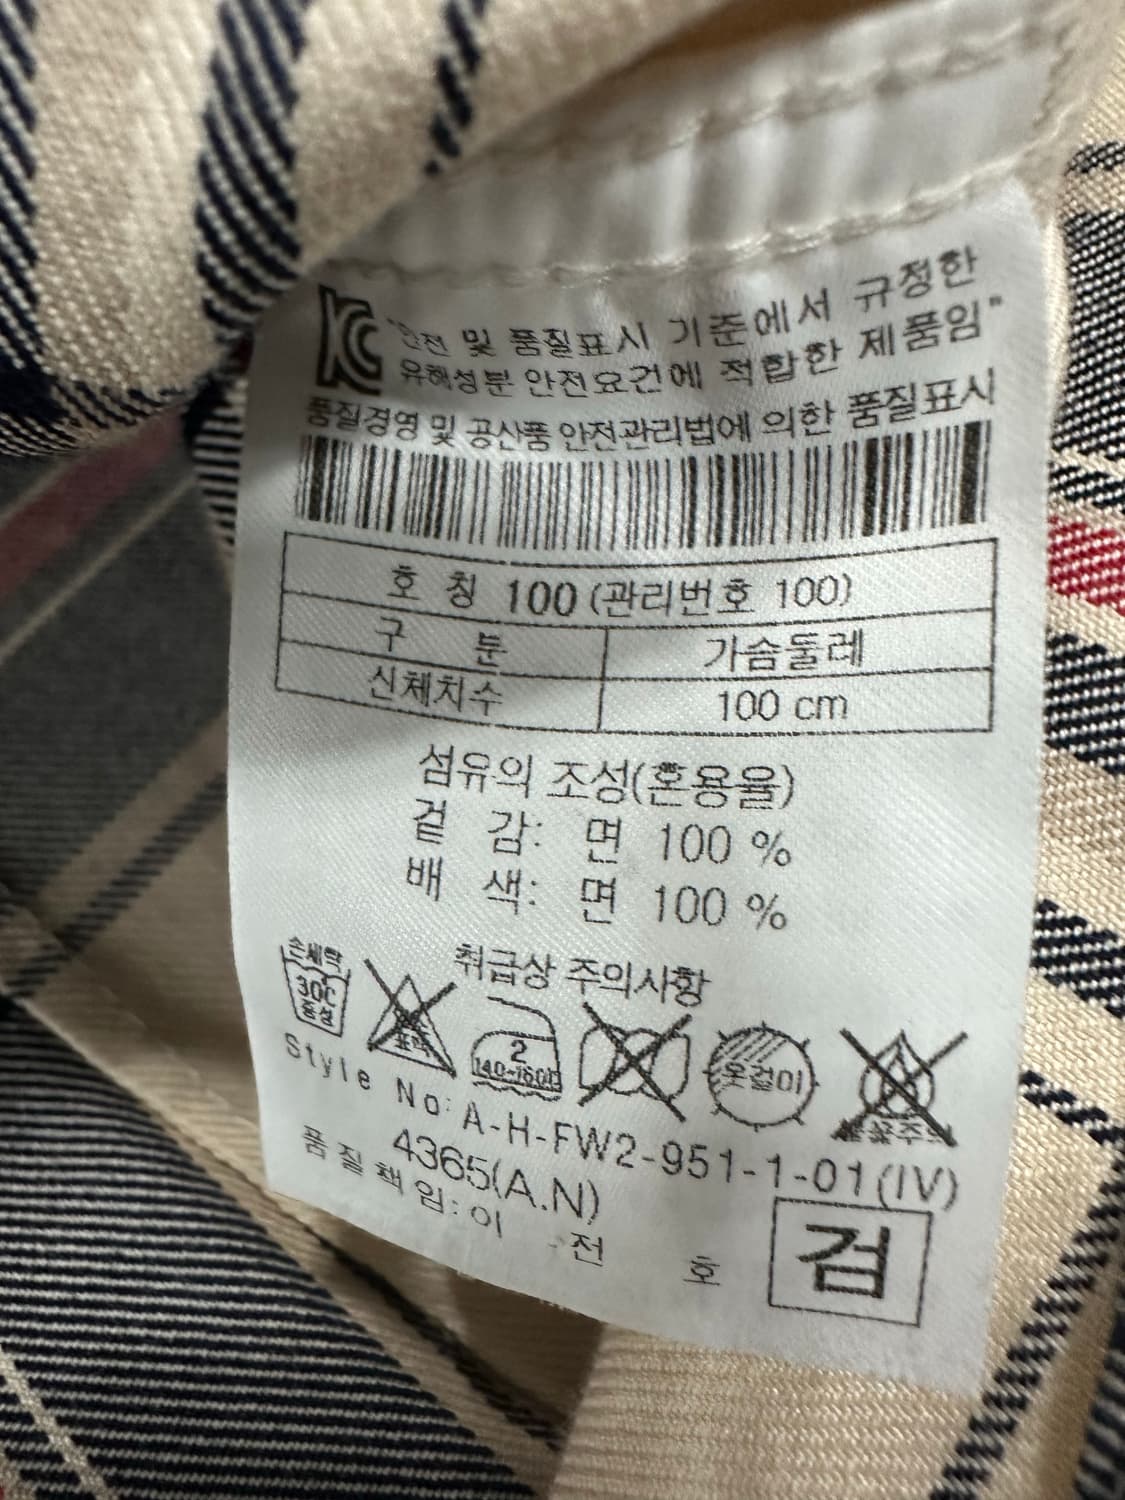 KC "안전 및 품질표시 기준에서 규정한
유해성분 안전요건에 적합한 제품임"
품질경영 및 공산품 안전관리법에 의한 품질표시
호 칭 100 (관리번호 100)
구 분 가슴둘레
신체치수 100 cm
섬유의 조성(혼용율)
겉 감: 면 100 %
배 색: 면 100 %
취급상 주의사항
손세탁
30℃
중성
표백
2
140~160℃
옷걸이
Style No: A-H-FW2-951-1-01(IV)
4365(A.N)
품 질 책 임: 이 전 호
검